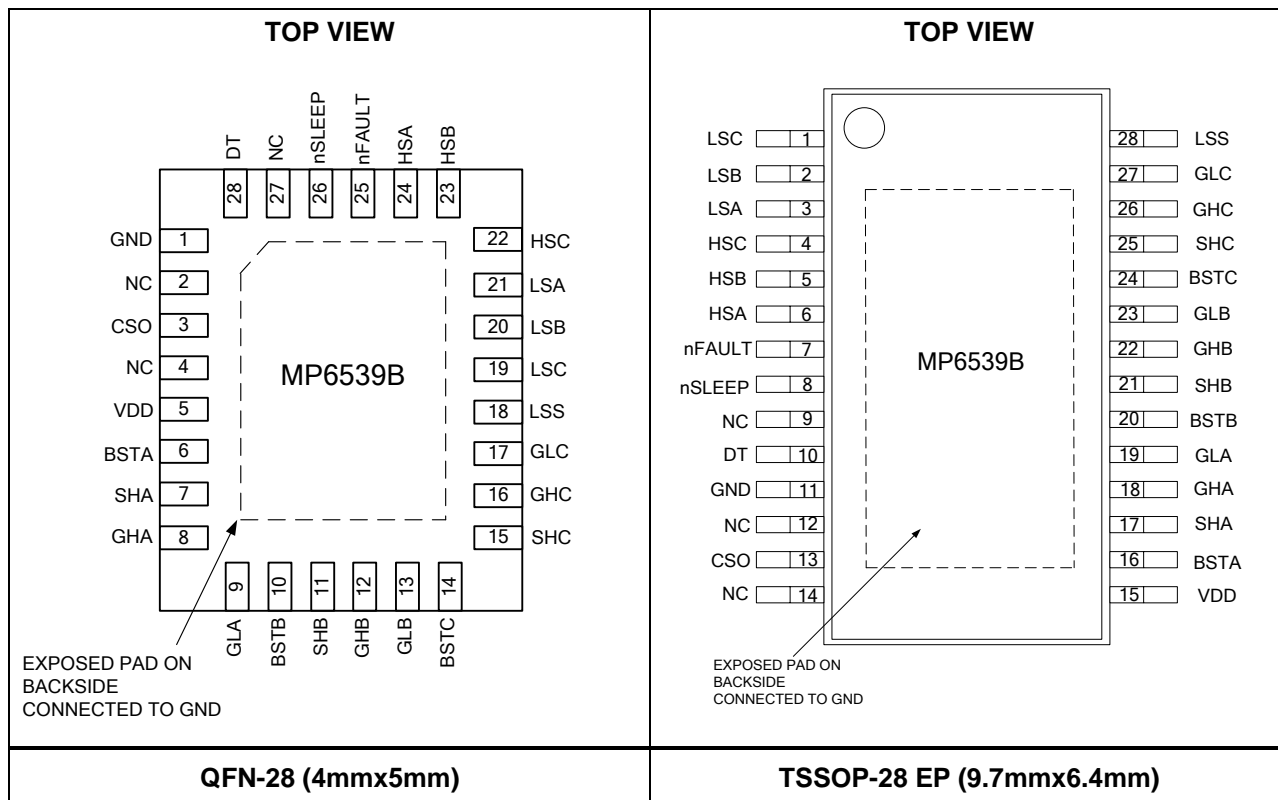 TOP VIEW
DT
NC
nSLEEP
nFAULT
HSA
HSB
28
27
26
25
24
23
GND 1
NC 2
CSO 3
NC 4
VDD 5
BSTA 6
SHA 7
GHA 8
MP6539B
22 HSC
21 LSA
20 LSB
19 LSC
18 LSS
17 GLC
16 GHC
15 SHC
9
10
11
12
13
14
GLA
BSTB
SHB
GHB
GLB
BSTC
EXPOSED PAD ON
BACKSIDE
CONNECTED TO GND
QFN-28 (4mmx5mm)
TOP VIEW
LSC 1
LSB 2
LSA 3
HSC 4
HSB 5
HSA 6
nFAULT 7
nSLEEP 8
NC 9
DT 10
GND 11
NC 12
CSO 13
NC 14
MP6539B
28 LSS
27 GLC
26 GHC
25 SHC
24 BSTC
23 GLB
22 GHB
21 SHB
20 BSTB
19 GLA
18 GHA
17 SHA
16 BSTA
15 VDD
EXPOSED PAD ON
BACKSIDE
CONNECTED TO GND
TSSOP-28 EP (9.7mmx6.4mm)